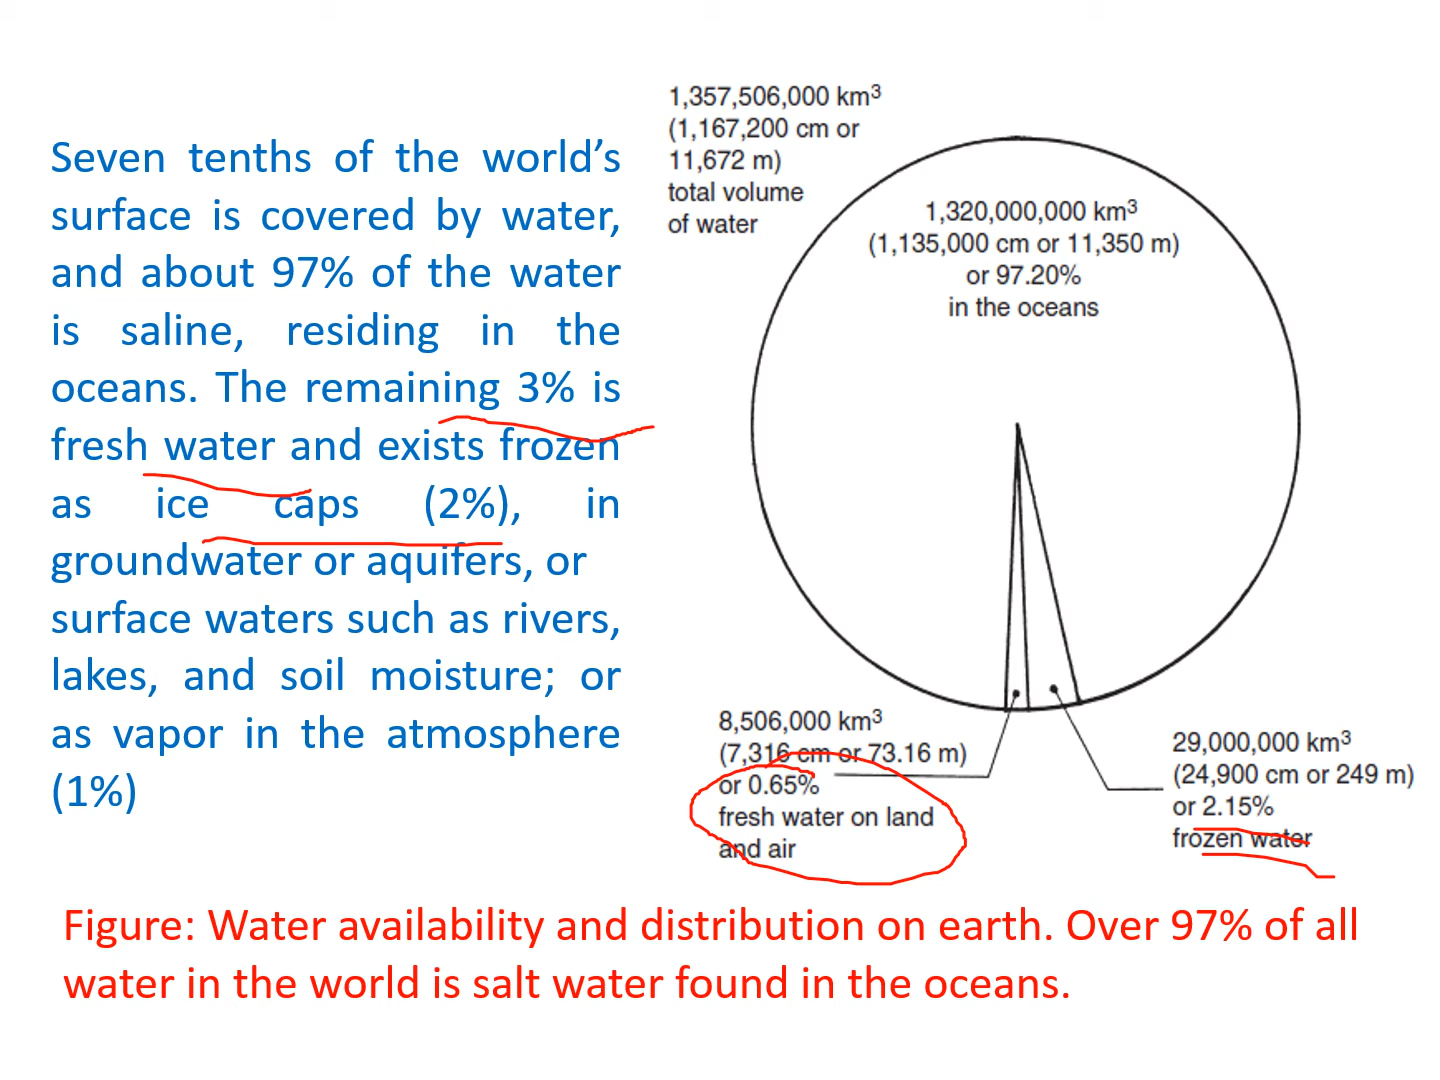 Seven tenths of the world’s
surface is covered by water,
and about 97% of the water
is saline, residing in the
oceans. The remaining 3% is
fresh water and exists frozen
as ice caps (2%), in
groundwater or aquifers, or
surface waters such as rivers,
lakes, and soil moisture; or
as vapor in the atmosphere
(1%)
1,357,506,000 km³
(1,167,200 cm or
11,672 m)
total volume
of water
1,320,000,000 km³
(1,135,000 cm or 11,350 m)
or 97.20%
in the oceans
8,506,000 km³
(7,316 cm or 73.16 m)
or 0.65%
fresh water on land
and air
29,000,000 km³
(24,900 cm or 249 m)
or 2.15%
frozen water
Figure: Water availability and distribution on earth. Over 97% of all
water in the world is salt water found in the oceans.